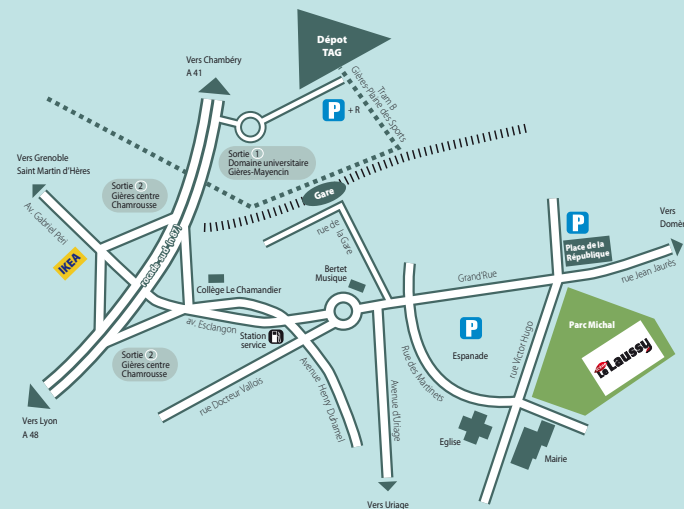 Dépot
TAG
Vers Chambéry
A 41
Tram B
Gières-Plaine des Sports
P + R
Vers Grenoble
Saint Martin d'Hères
Sortie 1
Domaine universitaire
Gières-Mayencin
Sortie 2
Gières centre
Chamrousse
Gare
Vers
Domèn
Av. Gabriel Péri
IKEA
rue de
la Gare
P
Place de la
République
rue Jean Jaurès
Collège Le Chamandier
Bertet
Musique
Grand'Rue
av. Esclangon
Station
service
P
Espanade
Parc Michal
Le Laussy
Sortie 2
Gières centre
Chamrousse
rue Docteur Vallois
Avenue Henry Duhamel
Avenue d'Uriage
Rue des Martinets
rue Victor Hugo
Vers Lyon
A 48
Eglise
Mairie
Vers Uriage